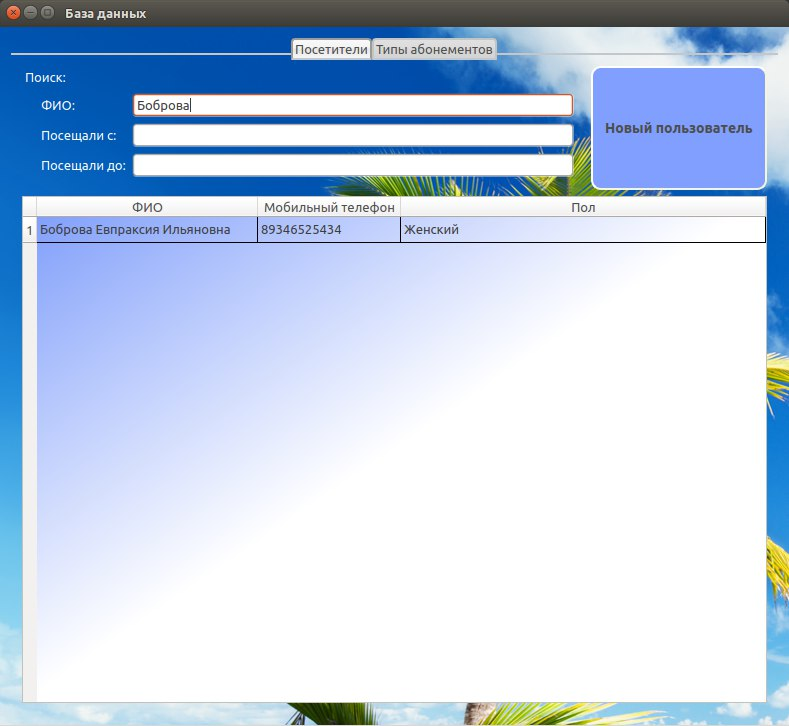 База данных
Посетители Типы абонементов
Поиск:
ФИО: Боброва
Посещали с:
Посещали до:
Новый пользователь
ФИО Мобильный телефон Пол
1 Боброва Евпраксия Ильяновна 89346525434 Женский